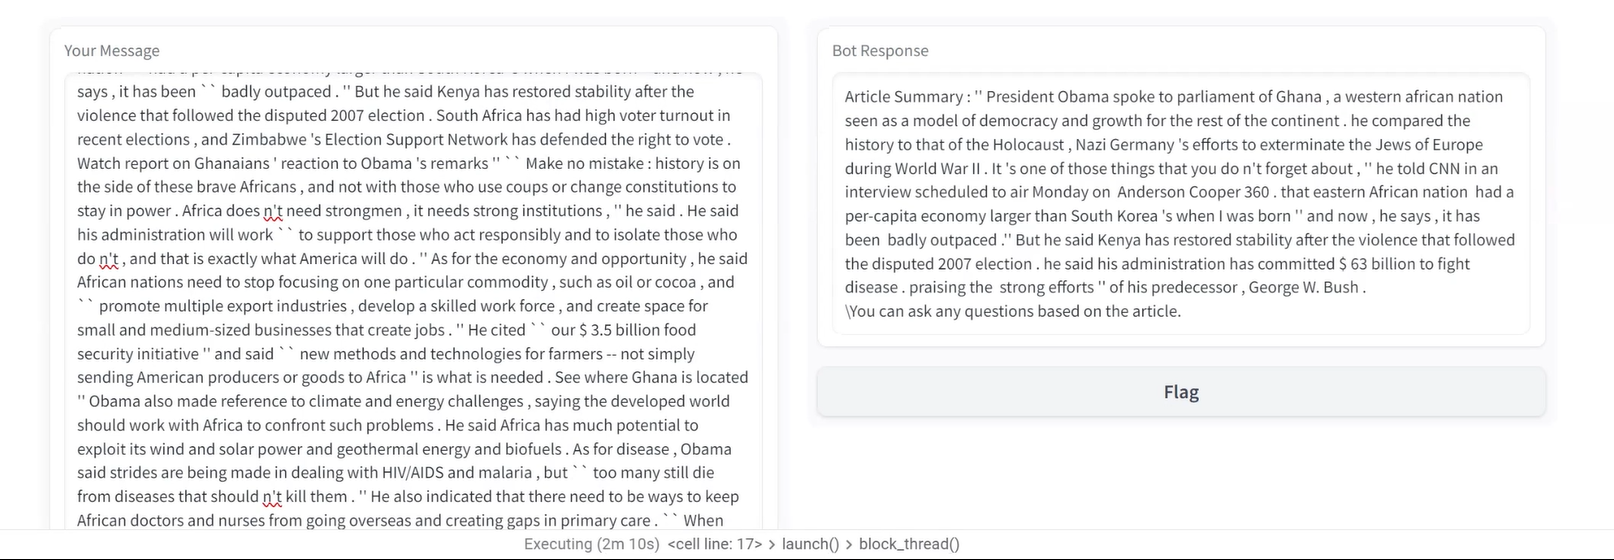 Your Message
says , it has been ` ` badly outpaced . '' But he said Kenya has restored stability after the
violence that followed the disputed 2007 election . South Africa has had high voter turnout in
recent elections , and Zimbabwe 's Election Support Network has defended the right to vote .
Watch report on Ghanaians ' reaction to Obama 's remarks '' ` ` Make no mistake : history is on
the side of these brave Africans , and not with those who use coups or change constitutions to
stay in power . Africa does n't need strongmen , it needs strong institutions , '' he said . He said
his administration will work ` ` to support those who act responsibly and to isolate those who
do n't , and that is exactly what America will do . '' As for the economy and opportunity , he said
African nations need to stop focusing on one particular commodity , such as oil or cocoa , and
` ` promote multiple export industries , develop a skilled work force , and create space for
small and medium-sized businesses that create jobs . '' He cited ` ` our $ 3.5 billion food
security initiative '' and said ` ` new methods and technologies for farmers -- not simply
sending American producers or goods to Africa '' is what is needed . See where Ghana is located
'' Obama also made reference to climate and energy challenges , saying the developed world
should work with Africa to confront such problems . He said Africa has much potential to
exploit its wind and solar power and geothermal energy and biofuels . As for disease , Obama
said strides are being made in dealing with HIV/AIDS and malaria , but ` ` too many still die
from diseases that should n't kill them . '' He also indicated that there need to be ways to keep
African doctors and nurses from going overseas and creating gaps in primary care . ` ` When
Bot Response
Article Summary : '' President Obama spoke to parliament of Ghana , a western african nation
seen as a model of democracy and growth for the rest of the continent . he compared the
history to that of the Holocaust , Nazi Germany 's efforts to exterminate the Jews of Europe
during World War II . It 's one of those things that you do n't forget about , '' he told CNN in an
interview scheduled to air Monday on  Anderson Cooper 360 . that eastern African nation  had a
per-capita economy larger than South Korea 's when I was born '' and now , he says , it has
been  badly outpaced .'' But he said Kenya has restored stability after the violence that followed
the disputed 2007 election . he said his administration has committed $ 63 billion to fight
disease . praising the  strong efforts '' of his predecessor , George W. Bush .
\You can ask any questions based on the article.
Flag
Executing (2m 10s)  <cell line: 17> > launch() > block_thread()